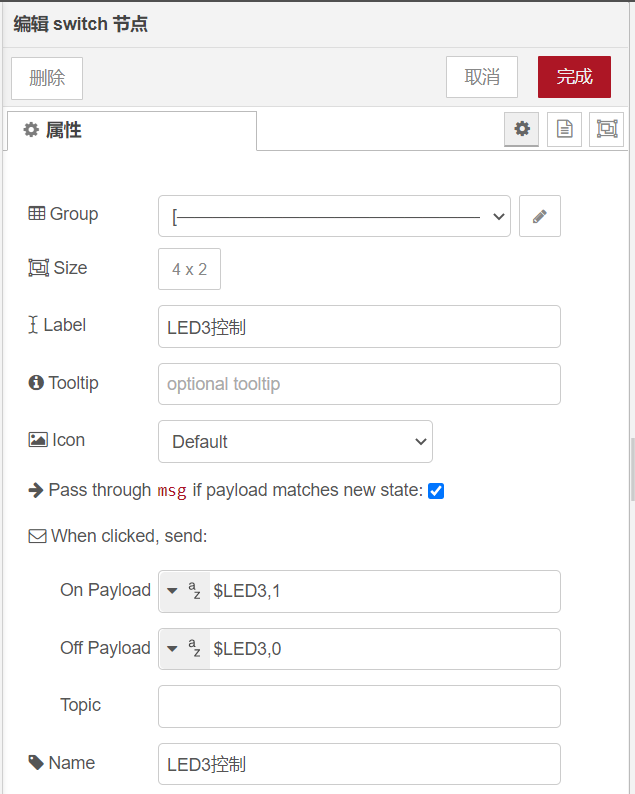 编辑 switch 节点
删除
取消
完成
属性
Group
[————————————————
Size
4 x 2
Label
LED3控制
Tooltip
optional tooltip
Icon
Default
Pass through msg if payload matches new state:
When clicked, send:
On Payload
a z
$LED3,1
Off Payload
a z
$LED3,0
Topic
Name
LED3控制